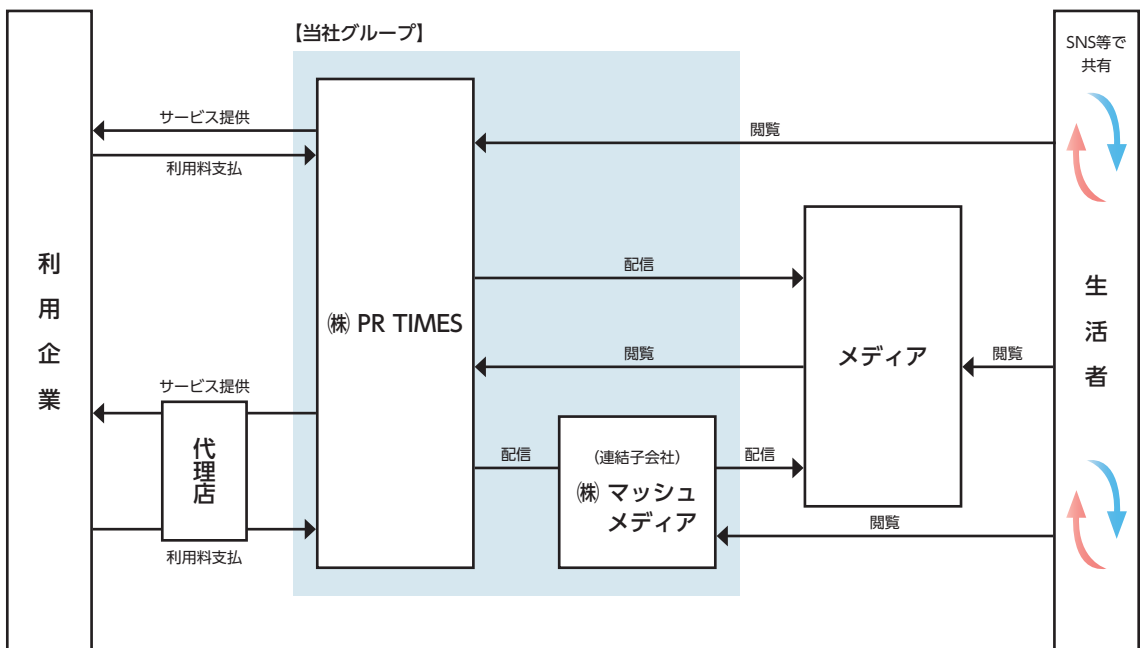 【当社グループ】
SNS等で
共有
サービス提供
利用料支払
閲覧
利用企業
配信
㈱ PR TIMES
閲覧
メディア
閲覧
生活者
サービス提供
代理店
利用料支払
配信
（連結子会社）
㈱ マッシュ
メディア
配信
閲覧